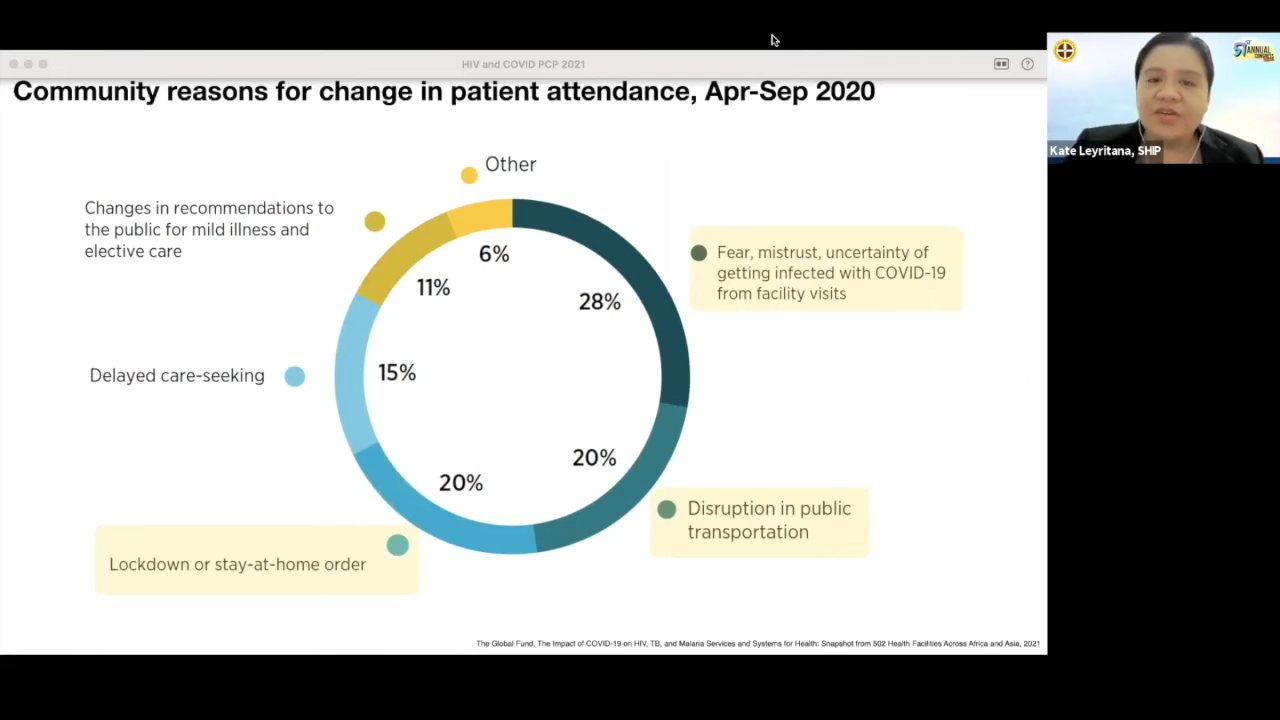 HIV and COVID PCP 2021
Community reasons for change in patient attendance, Apr-Sep 2020
51ST ANNUAL
Kate Leyritana, SHIP
Other
6%
Changes in recommendations to
the public for mild illness and
elective care
11%
Fear, mistrust, uncertainty of
getting infected with COVID-19
from facility visits
28%
Delayed care-seeking
15%
20%
Disruption in public
transportation
20%
Lockdown or stay-at-home order
The Global Fund. The Impact of COVID-19 on HIV, TB, and Malaria Services and Systems for Health: Snapshot from 502 Health Facilities Across Africa and Asia, 2021